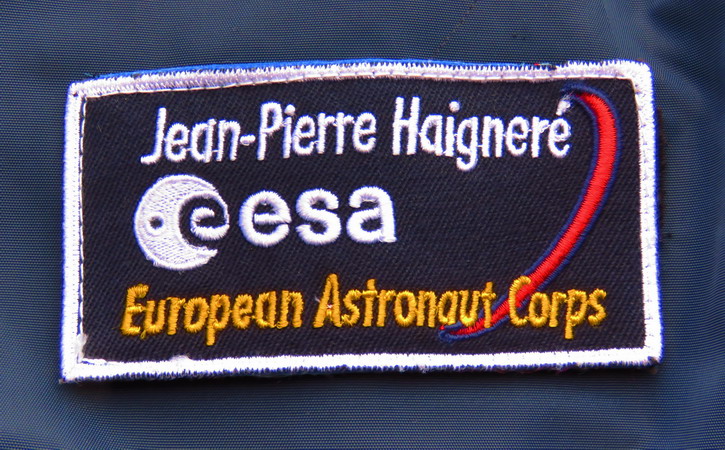 Jean-Pierre Haigneré
esa
European Astronaut Corps